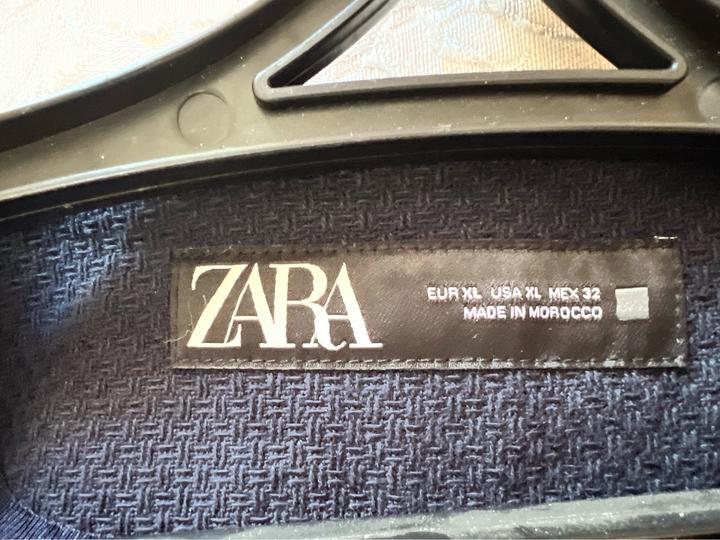 ZARA
EUR XL USA XL MEX 32
MADE IN MOROCCO